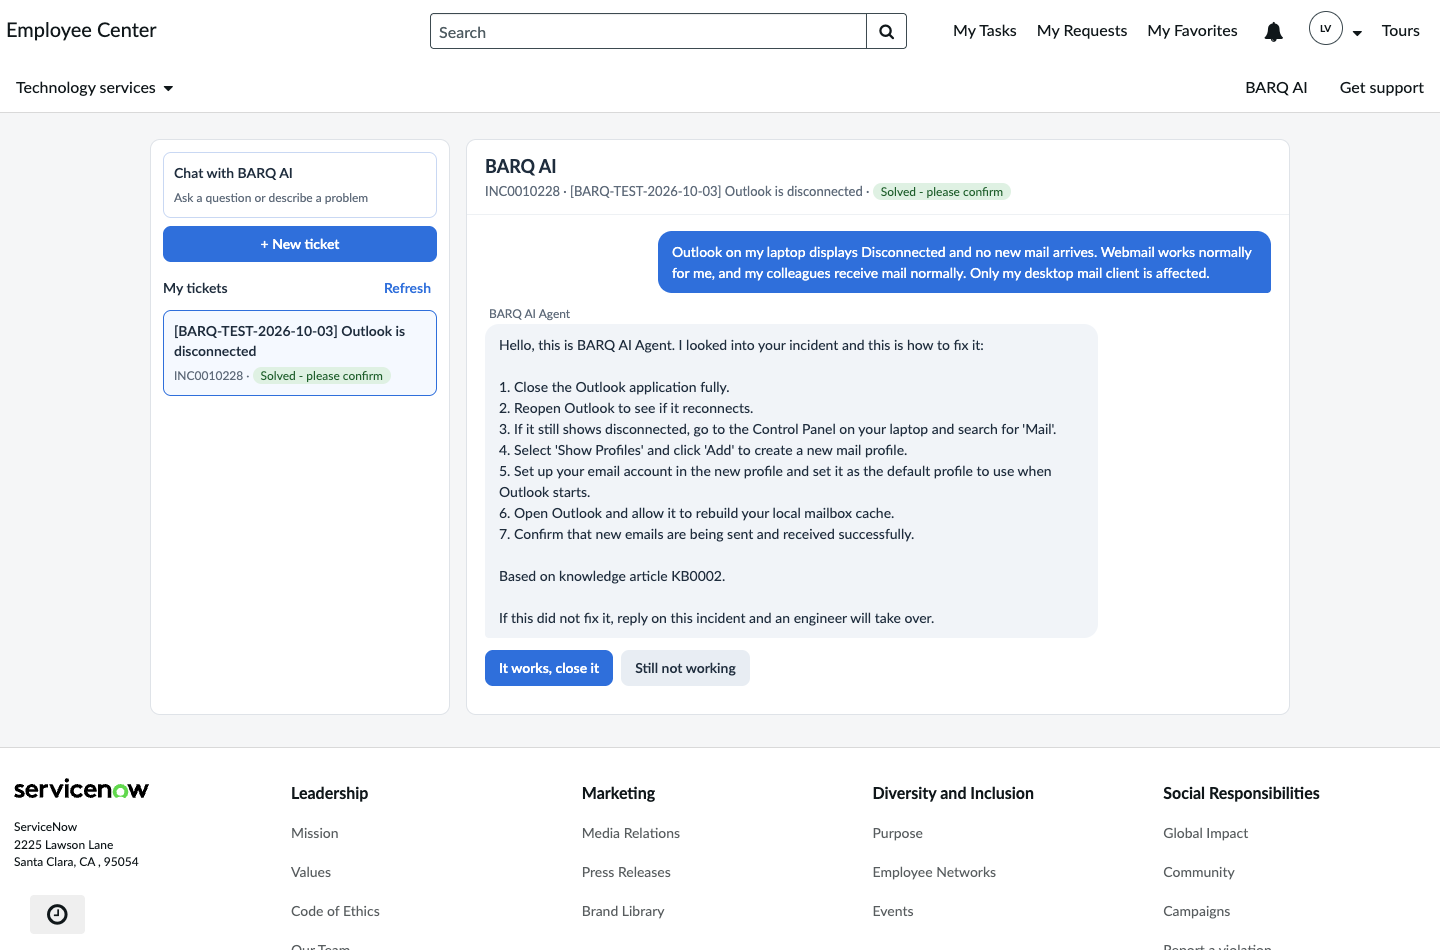 Employee Center
Search
My Tasks
My Requests
My Favorites
LV
Tours
Technology services
BARQ AI
Get support
Chat with BARQ AI
Ask a question or describe a problem
+ New ticket
My tickets
Refresh
[BARQ-TEST-2026-10-03] Outlook is
disconnected
INC0010228 · Solved - please confirm
BARQ AI
INC0010228 · [BARQ-TEST-2026-10-03] Outlook is disconnected · Solved - please confirm
Outlook on my laptop displays Disconnected and no new mail arrives. Webmail works normally
for me, and my colleagues receive mail normally. Only my desktop mail client is affected.
BARQ AI Agent
Hello, this is BARQ AI Agent. I looked into your incident and this is how to fix it:
1. Close the Outlook application fully.
2. Reopen Outlook to see if it reconnects.
3. If it still shows disconnected, go to the Control Panel on your laptop and search for 'Mail'.
4. Select 'Show Profiles' and click 'Add' to create a new mail profile.
5. Set up your email account in the new profile and set it as the default profile to use when
Outlook starts.
6. Open Outlook and allow it to rebuild your local mailbox cache.
7. Confirm that new emails are being sent and received successfully.
Based on knowledge article KB0002.
If this did not fix it, reply on this incident and an engineer will take over.
It works, close it
Still not working
servicenow
ServiceNow
2225 Lawson Lane
Santa Clara, CA , 95054
Leadership
Mission
Values
Code of Ethics
Our Team
Marketing
Media Relations
Press Releases
Brand Library
Diversity and Inclusion
Purpose
Employee Networks
Events
Social Responsibilities
Global Impact
Community
Campaigns
Report a violation